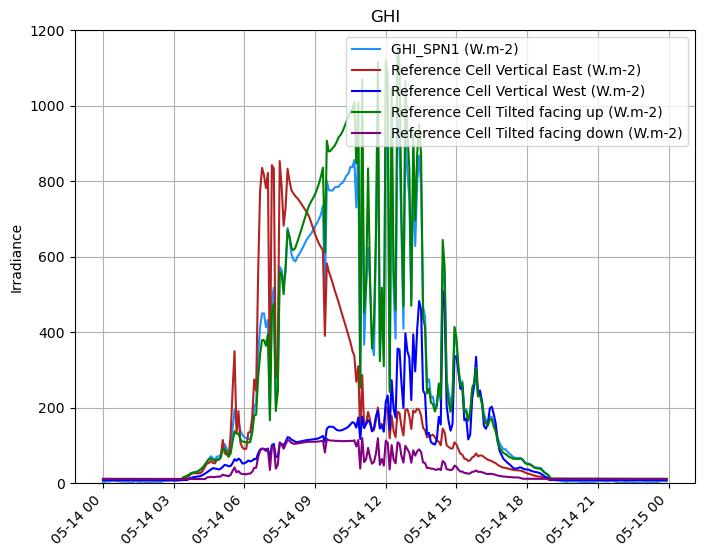 GHI
1200
1000
800
600
400
200
0
Irradiance
GHI_SPN1 (W.m-2)
Reference Cell Vertical East (W.m-2)
Reference Cell Vertical West (W.m-2)
Reference Cell Tilted facing up (W.m-2)
Reference Cell Tilted facing down (W.m-2)
05-14 00
05-14 03
05-14 06
05-14 09
05-14 12
05-14 15
05-14 18
05-14 21
05-15 00